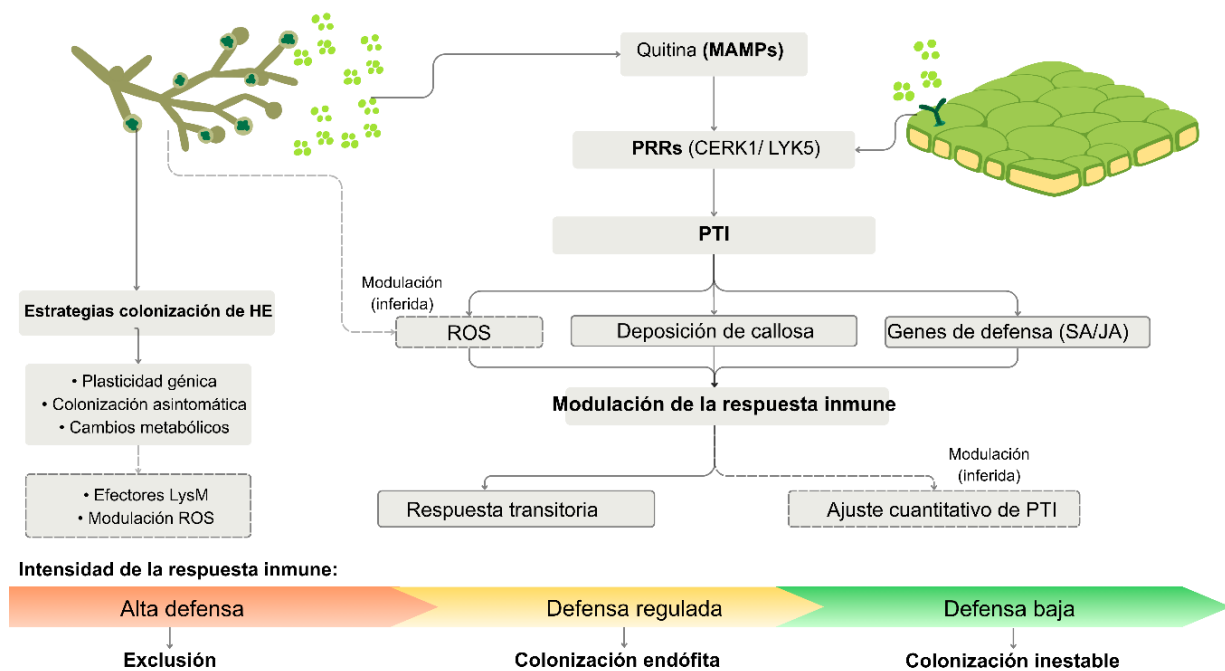 Quitina (MAMPs)
PRRs (CERK1/ LYK5)
PTI
Modulación
(inferida)
Estrategias colonización de HE
ROS
Deposición de callosa
Genes de defensa (SA/JA)
• Plasticidad génica
• Colonización asintomática
• Cambios metabólicos
Modulación de la respuesta inmune
Modulación
(inferida)
• Efectores LysM
• Modulación ROS
Respuesta transitoria
Ajuste cuantitativo de PTI
Intensidad de la respuesta inmune:
Alta defensa
Defensa regulada
Defensa baja
Exclusión
Colonización endófita
Colonización inestable